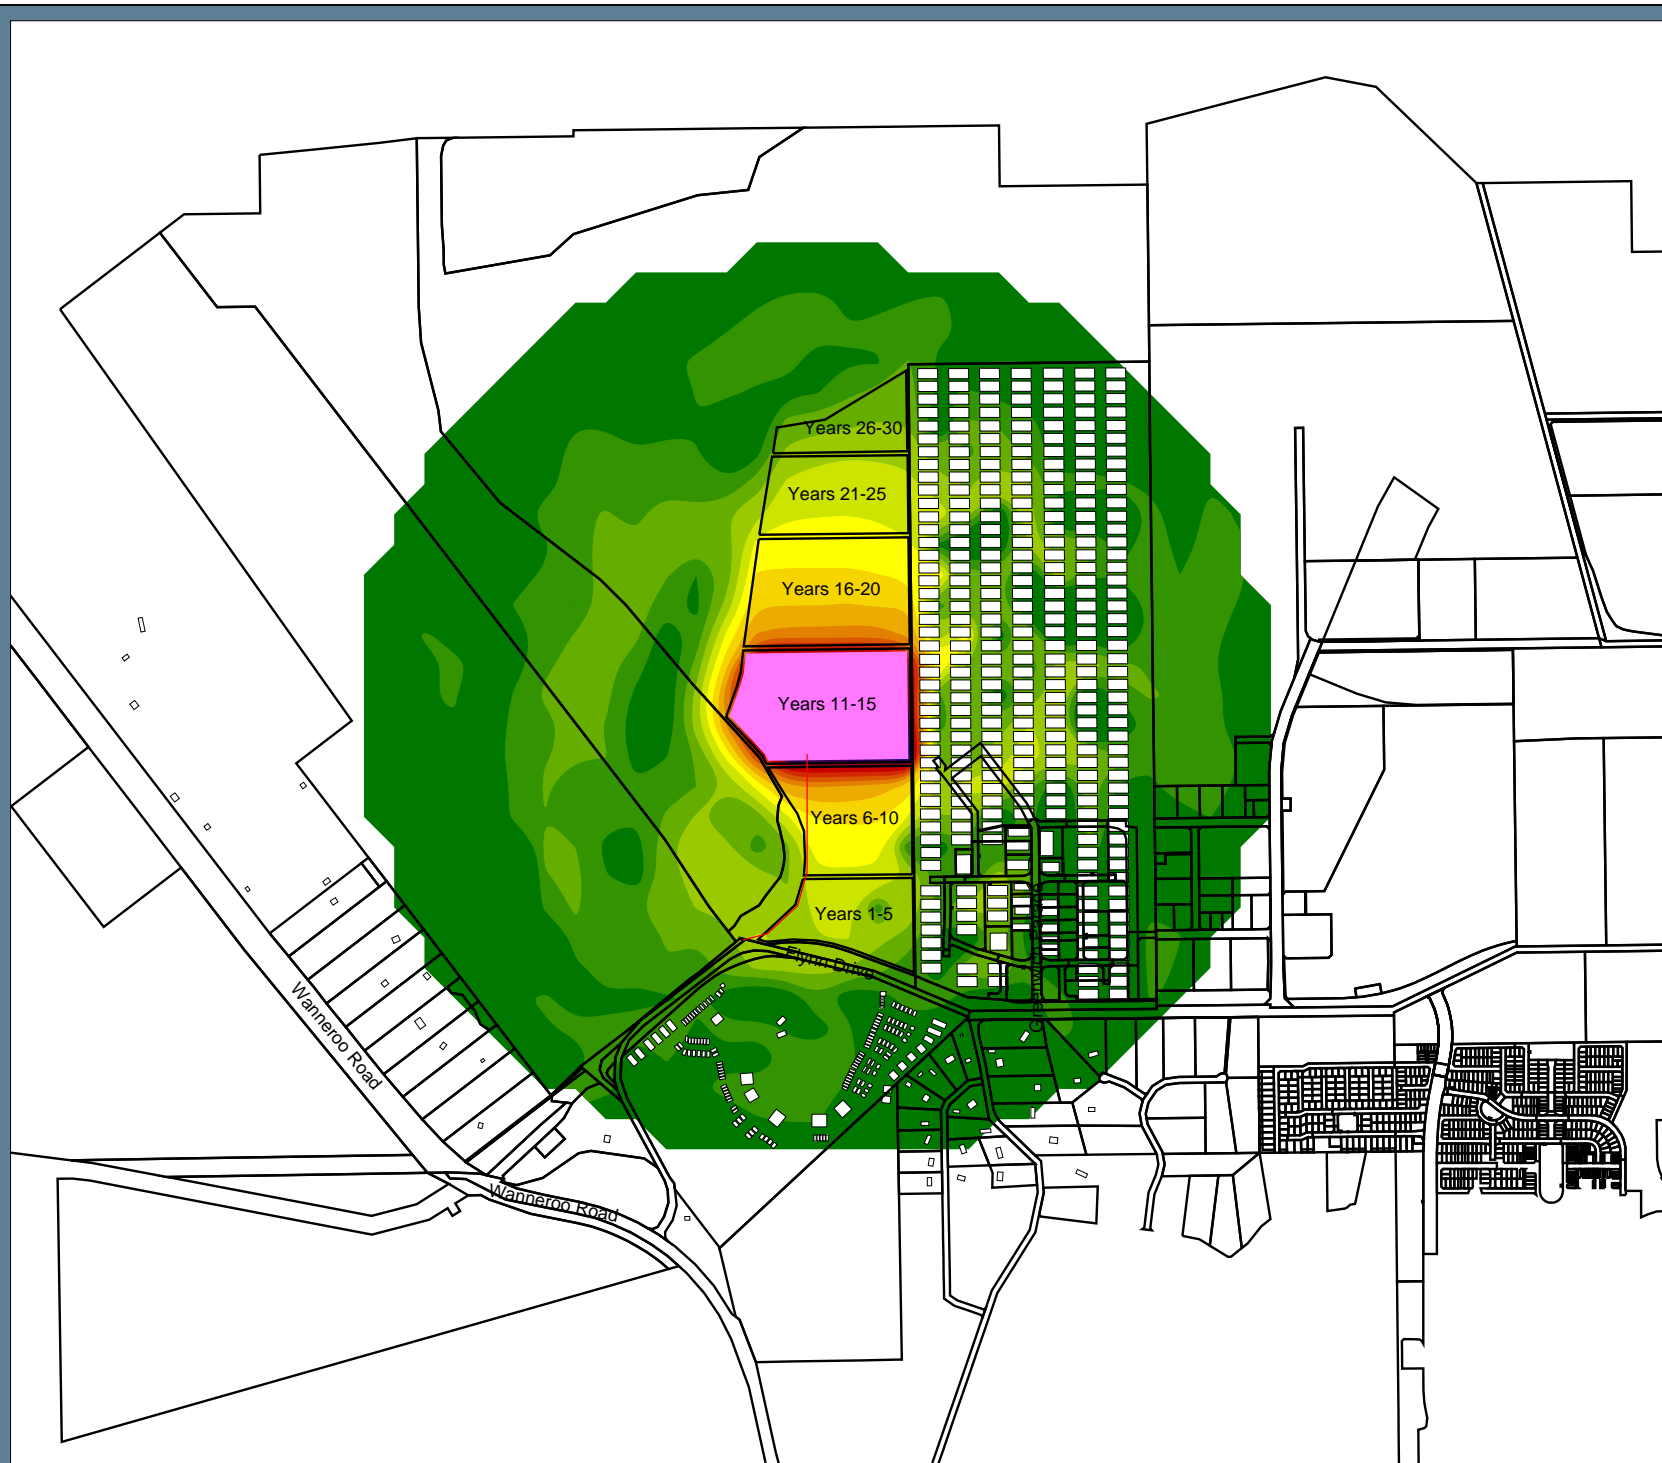 Years 26-30
Years 21-25
Years 16-20
Years 11-15
Years 6-10
Years 1-5
Flynn Drive
Wanneroo Road
Wanneroo Road